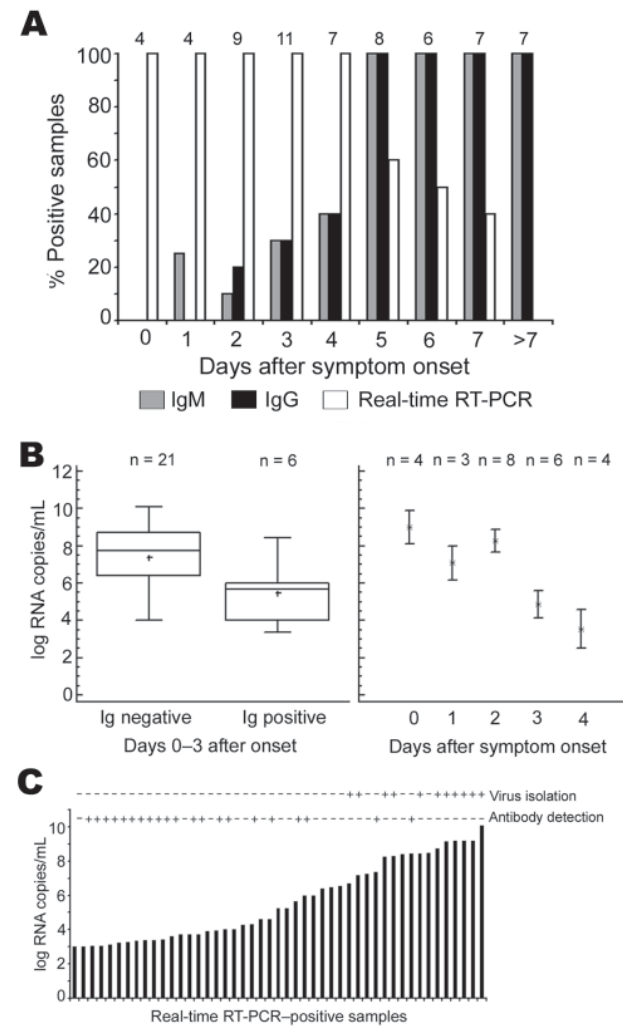 A
4 4 9 11 7 8 6 7 7
100
80
60
40
20
0
% Positive samples
0 1 2 3 4 5 6 7 >7
Days after symptom onset
IgM IgG Real-time RT-PCR
B
n = 21 n = 6 n = 4 n = 3 n = 8 n = 6 n = 4
12
10
8
6
4
2
0
log RNA copies/mL
Ig negative Ig positive 0 1 2 3 4
Days 0–3 after onset Days after symptom onset
C
Virus isolation
Antibody detection
10
8
6
4
2
0
log RNA copies/mL
Real-time RT-PCR–positive samples